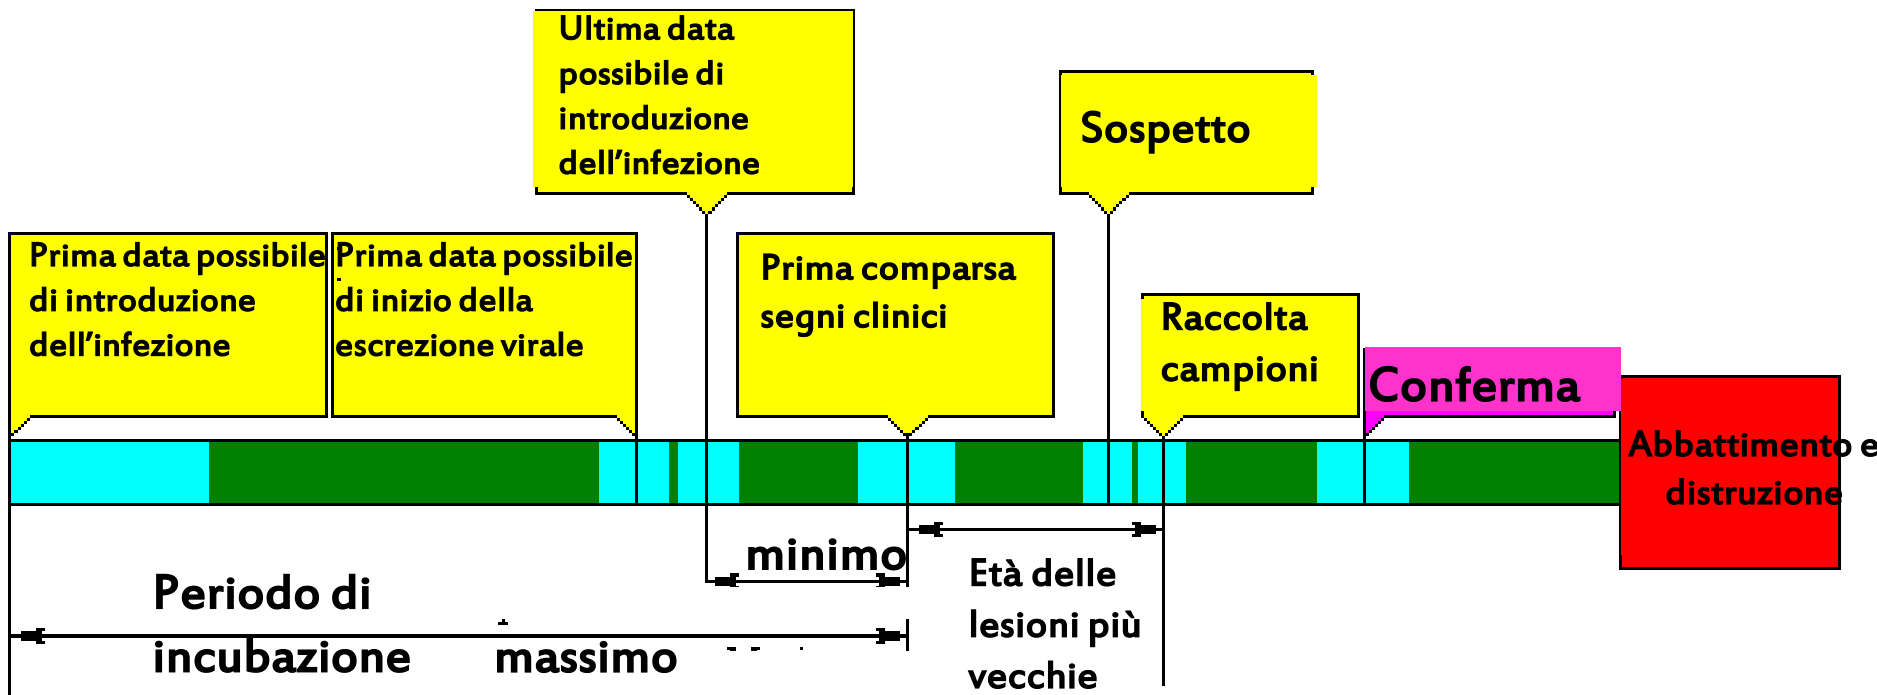 Ultima data
possibile di
introduzione
dell'infezione
Sospetto
Prima data possibile
di introduzione
dell'infezione
Prima data possibile
di inizio della
escrezione virale
Prima comparsa
segni clinici
Raccolta
campioni
Conferma
Abbattimento e
distruzione
minimo
Periodo di
incubazione
massimo
Età delle
lesioni più
vecchie